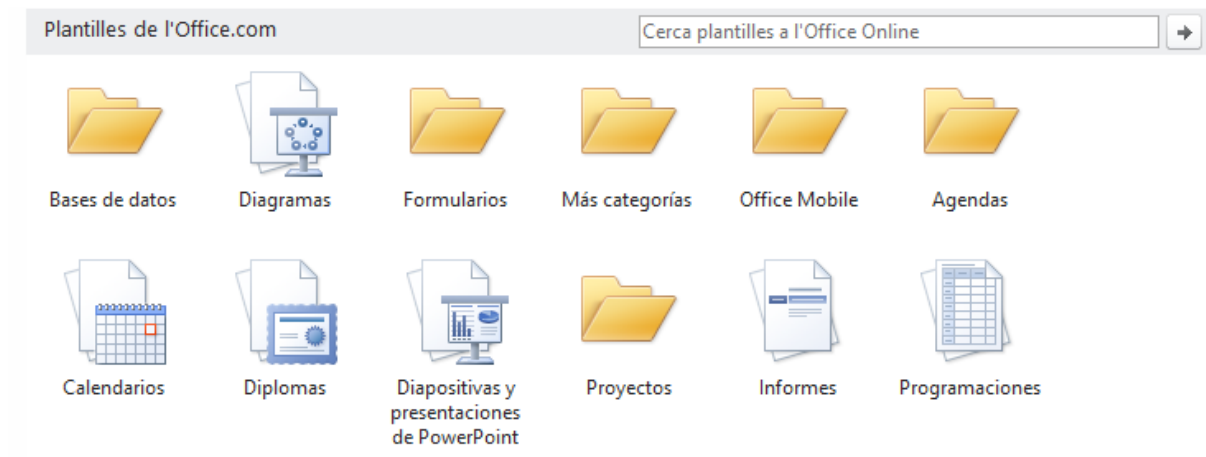 Plantilles de l'Office.com
Cerca plantilles a l'Office Online
Bases de datos
Diagramas
Formularios
Más categorías
Office Mobile
Agendas
Calendarios
Diplomas
Diapositivas y
presentaciones
de PowerPoint
Proyectos
Informes
Programaciones